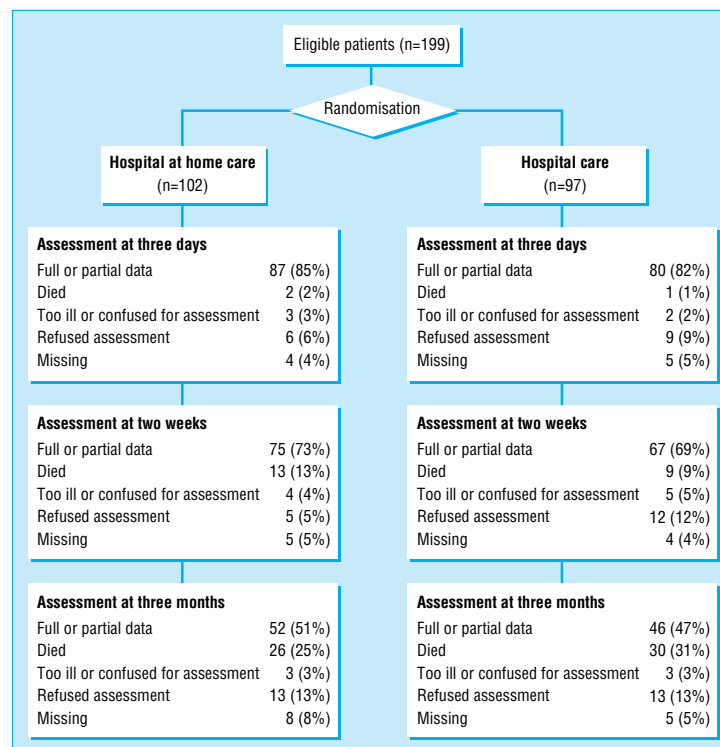 Eligible patients (n=199)
Randomisation
Hospital at home care
(n=102)
Hospital care
(n=97)
Assessment at three days
Full or partial data 87 (85%)
Died 2 (2%)
Too ill or confused for assessment 3 (3%)
Refused assessment 6 (6%)
Missing 4 (4%)
Assessment at three days
Full or partial data 80 (82%)
Died 1 (1%)
Too ill or confused for assessment 2 (2%)
Refused assessment 9 (9%)
Missing 5 (5%)
Assessment at two weeks
Full or partial data 75 (73%)
Died 13 (13%)
Too ill or confused for assessment 4 (4%)
Refused assessment 5 (5%)
Missing 5 (5%)
Assessment at two weeks
Full or partial data 67 (69%)
Died 9 (9%)
Too ill or confused for assessment 5 (5%)
Refused assessment 12 (12%)
Missing 4 (4%)
Assessment at three months
Full or partial data 52 (51%)
Died 26 (25%)
Too ill or confused for assessment 3 (3%)
Refused assessment 13 (13%)
Missing 8 (8%)
Assessment at three months
Full or partial data 46 (47%)
Died 30 (31%)
Too ill or confused for assessment 3 (3%)
Refused assessment 13 (13%)
Missing 5 (5%)